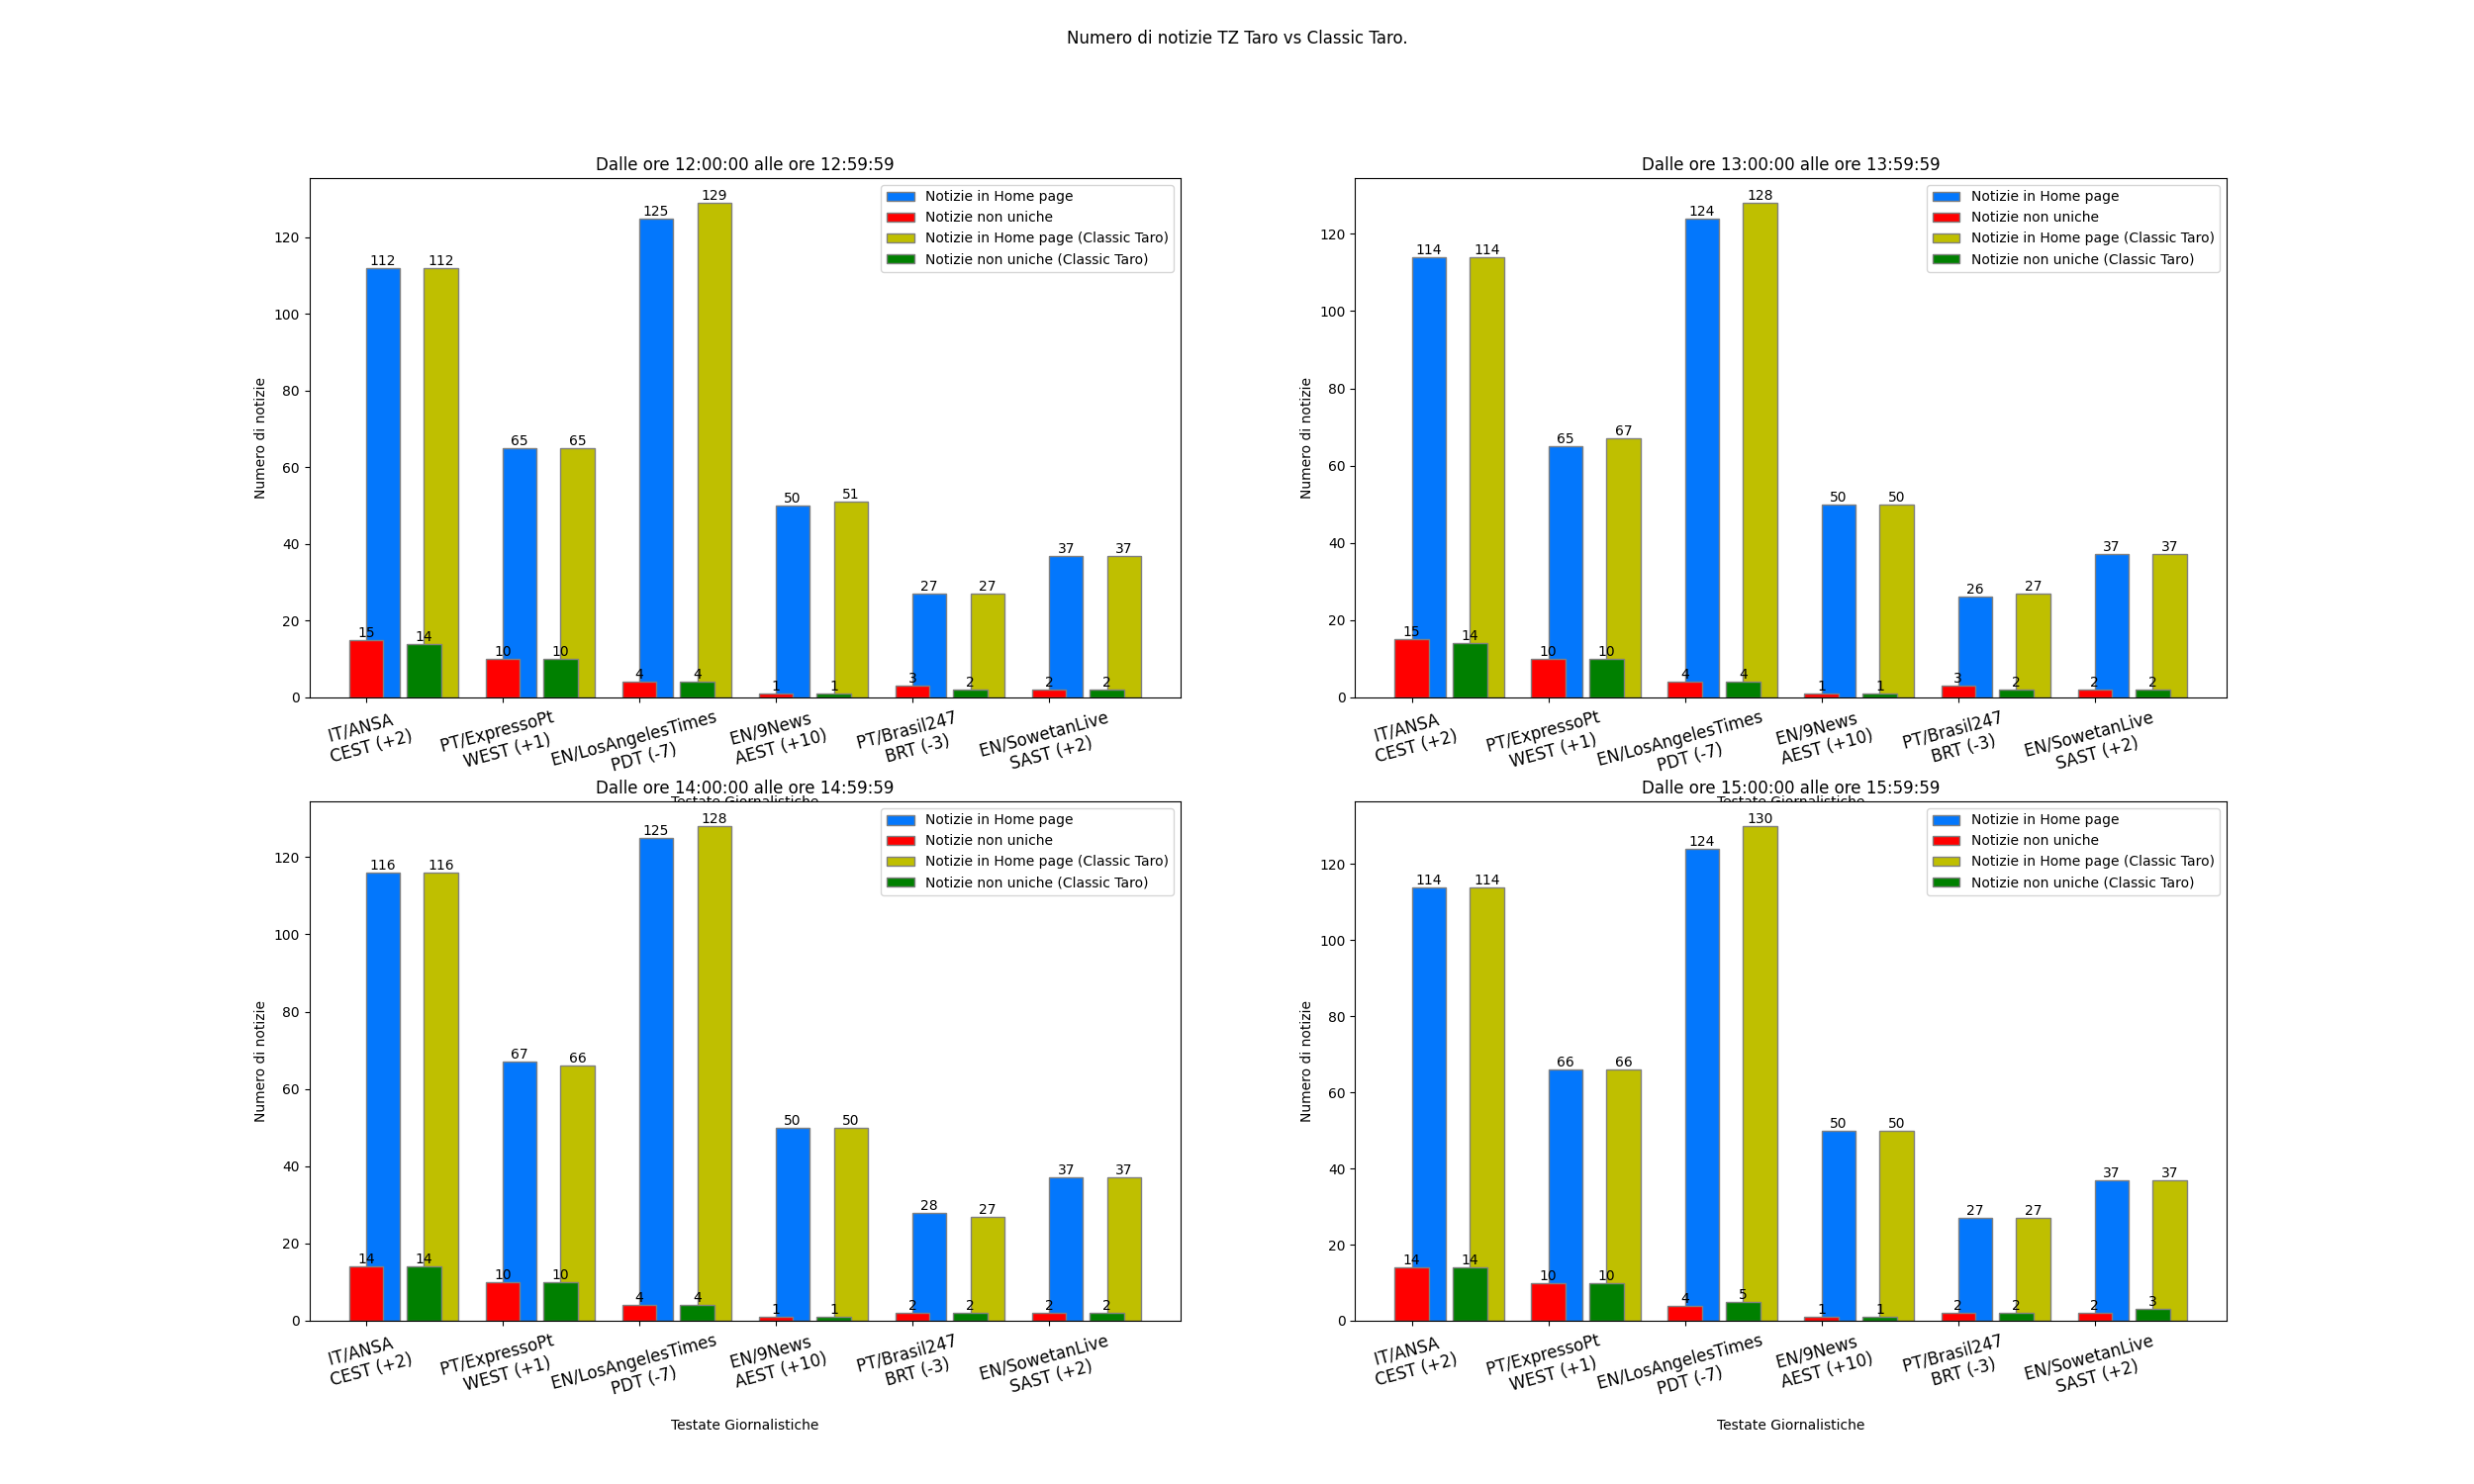 Numero di notizie TZ Taro vs Classic Taro.
Dalle ore 12:00:00 alle ore 12:59:59
Notizie in Home page
Notizie non uniche
Notizie in Home page (Classic Taro)
Notizie non uniche (Classic Taro)
Numero di notizie
120
100
80
60
40
20
0
112 112 65 65 125 129 50 51 27 27 37 37
15 14 10 10 4 4 1 1 3 2 2 2
IT/ANSA
CEST (+2)
PT/ExpressoPt
WEST (+1)
EN/LosAngelesTimes
PDT (-7)
EN/9News
AEST (+10)
PT/Brasil247
BRT (-3)
EN/SowetanLive
SAST (+2)
Testate Giornalistiche
Dalle ore 13:00:00 alle ore 13:59:59
Notizie in Home page
Notizie non uniche
Notizie in Home page (Classic Taro)
Notizie non uniche (Classic Taro)
Numero di notizie
120
100
80
60
40
20
0
114 114 65 67 124 128 50 50 26 27 37 37
15 14 10 10 4 4 1 1 3 2 2 2
IT/ANSA
CEST (+2)
PT/ExpressoPt
WEST (+1)
EN/LosAngelesTimes
PDT (-7)
EN/9News
AEST (+10)
PT/Brasil247
BRT (-3)
EN/SowetanLive
SAST (+2)
Testate Giornalistiche
Dalle ore 14:00:00 alle ore 14:59:59
Notizie in Home page
Notizie non uniche
Notizie in Home page (Classic Taro)
Notizie non uniche (Classic Taro)
Numero di notizie
120
100
80
60
40
20
0
116 116 67 66 125 128 50 50 28 27 37 37
14 14 10 10 4 4 1 1 2 2 2 2
IT/ANSA
CEST (+2)
PT/ExpressoPt
WEST (+1)
EN/LosAngelesTimes
PDT (-7)
EN/9News
AEST (+10)
PT/Brasil247
BRT (-3)
EN/SowetanLive
SAST (+2)
Testate Giornalistiche
Dalle ore 15:00:00 alle ore 15:59:59
Notizie in Home page
Notizie non uniche
Notizie in Home page (Classic Taro)
Notizie non uniche (Classic Taro)
Numero di notizie
120
100
80
60
40
20
0
114 114 66 66 124 130 50 50 27 27 37 37
14 14 10 10 4 5 1 1 2 2 2 3
IT/ANSA
CEST (+2)
PT/ExpressoPt
WEST (+1)
EN/LosAngelesTimes
PDT (-7)
EN/9News
AEST (+10)
PT/Brasil247
BRT (-3)
EN/SowetanLive
SAST (+2)
Testate Giornalistiche